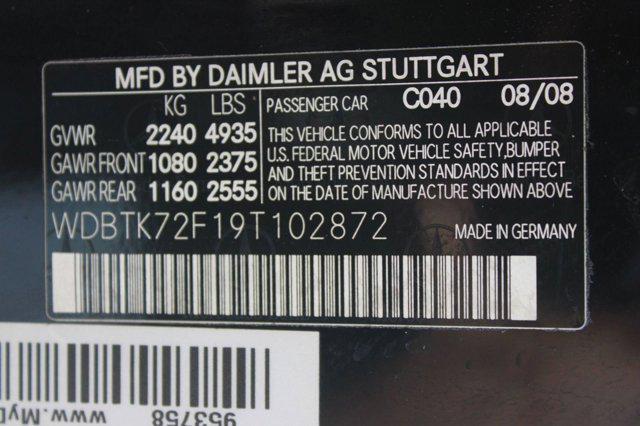 MFD BY DAIMLER AG STUTTGART
KG LBS PASSENGER CAR C040 08/08
GVWR 2240 4935 THIS VEHICLE CONFORMS TO ALL APPLICABLE
GAWR FRONT 1080 2375 U.S. FEDERAL MOTOR VEHICLE SAFETY,BUMPER
GAWR REAR 1160 2555 AND THEFT PREVENTION STANDARDS IN EFFECT
ON THE DATE OF MANUFACTURE SHOWN ABOVE
WDBTK72F19T102872 MADE IN GERMANY
953758